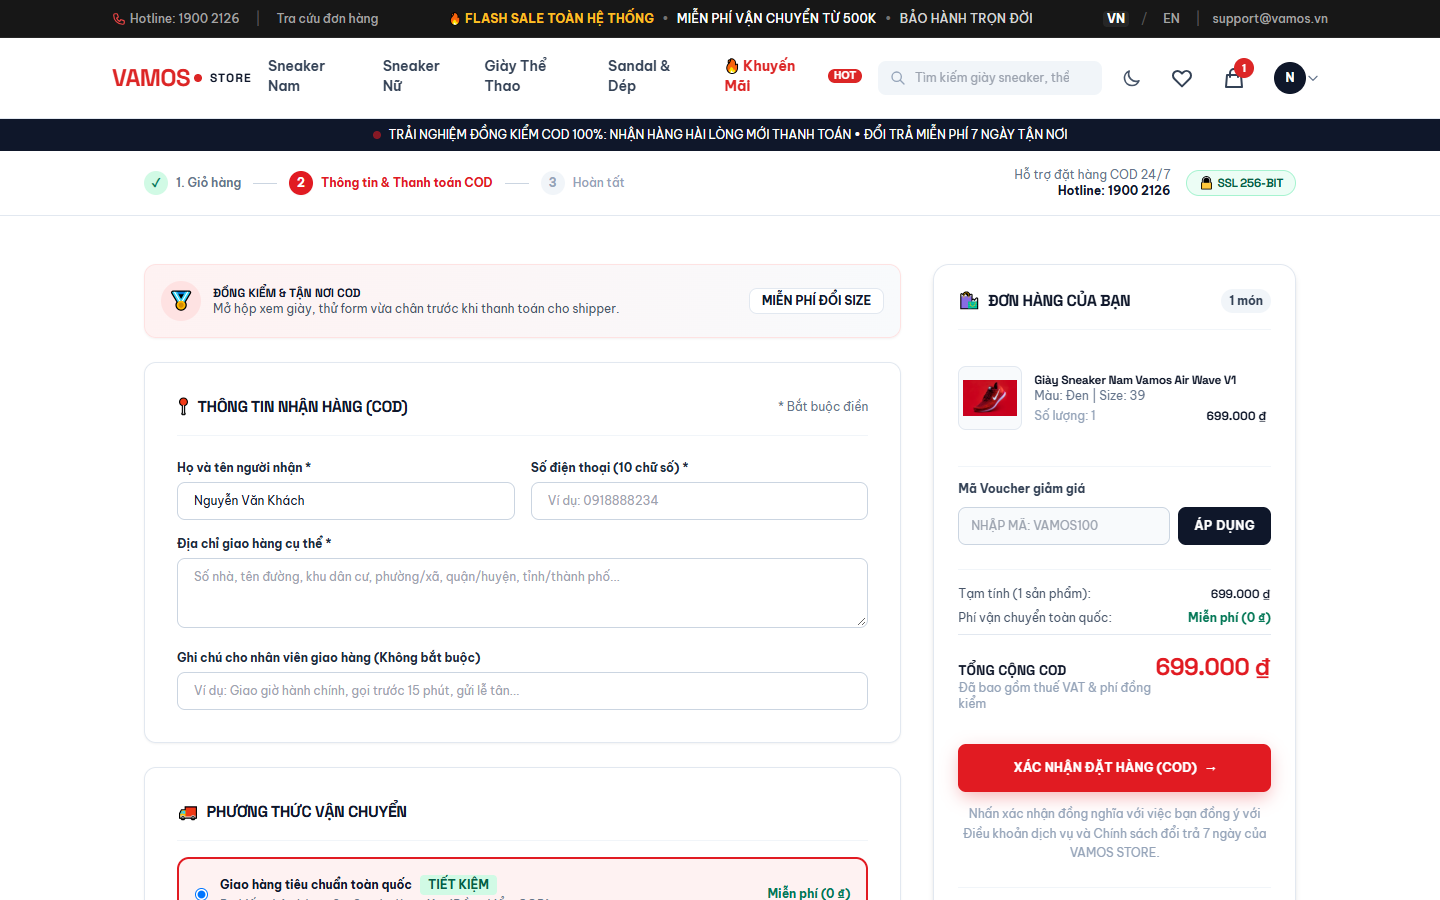 Hotline: 1900 2126
Tra cứu đơn hàng
FLASH SALE TOÀN HỆ THỐNG • MIỄN PHÍ VẬN CHUYỂN TỪ 500K • BẢO HÀNH TRỌN ĐỜI
VN / EN
support@vamos.vn
VAMOS STORE
Sneaker Nam
Sneaker Nữ
Giày Thể Thao
Sandal & Dép
Khuyến Mãi
HOT
Tìm kiếm giày sneaker, thể
1
N
TRẢI NGHIỆM ĐỒNG KIỂM COD 100%: NHẬN HÀNG HÀI LÒNG MỚI THANH TOÁN • ĐỔI TRẢ MIỄN PHÍ 7 NGÀY TẬN NƠI
✓ 1. Giỏ hàng
2 Thông tin & Thanh toán COD
3 Hoàn tất
Hỗ trợ đặt hàng COD 24/7
Hotline: 1900 2126
SSL 256-BIT
ĐỒNG KIỂM & TẬN NƠI COD
Mở hộp xem giày, thử form vừa chân trước khi thanh toán cho shipper.
MIỄN PHÍ ĐỔI SIZE
THÔNG TIN NHẬN HÀNG (COD)
* Bắt buộc điền
Họ và tên người nhận *
Nguyễn Văn Khách
Số điện thoại (10 chữ số) *
Ví dụ: 0918888234
Địa chỉ giao hàng cụ thể *
Số nhà, tên đường, khu dân cư, phường/xã, quận/huyện, tỉnh/thành phố...
Ghi chú cho nhân viên giao hàng (Không bắt buộc)
Ví dụ: Giao giờ hành chính, gọi trước 15 phút, gửi lễ tân...
PHƯƠNG THỨC VẬN CHUYỂN
Giao hàng tiêu chuẩn toàn quốc
TIẾT KIỆM
Miễn phí (0 ₫)
ĐƠN HÀNG CỦA BẠN
1 món
Giày Sneaker Nam Vamos Air Wave V1
Màu: Đen | Size: 39
Số lượng: 1
699.000 ₫
Mã Voucher giảm giá
NHẬP MÃ: VAMOS100
ÁP DỤNG
Tạm tính (1 sản phẩm):
699.000 ₫
Phí vận chuyển toàn quốc:
Miễn phí (0 ₫)
TỔNG CỘNG COD
699.000 ₫
Đã bao gồm thuế VAT & phí đồng
kiểm
XÁC NHẬN ĐẶT HÀNG (COD) →
Nhấn xác nhận đồng nghĩa với việc bạn đồng ý với
Điều khoản dịch vụ và Chính sách đổi trả 7 ngày của
VAMOS STORE.